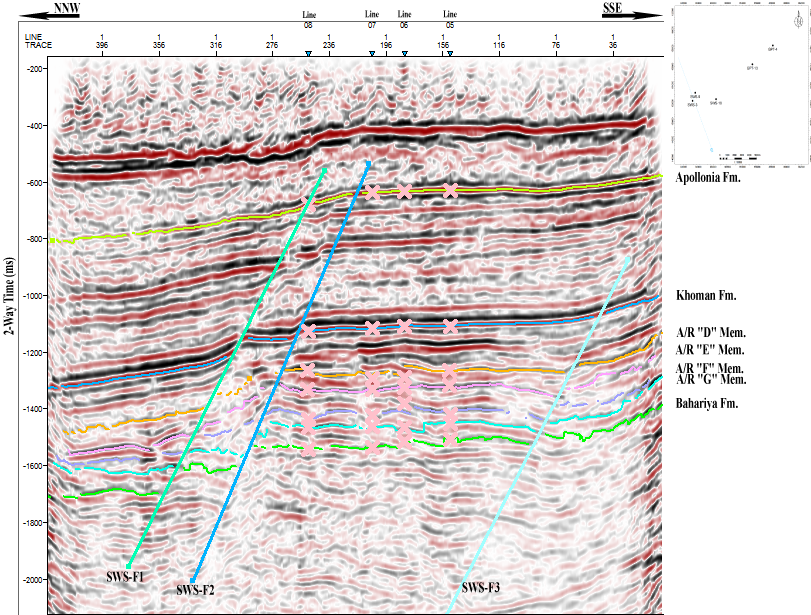 NNW
SSE
Line 08
Line 07
Line 06
Line 05
LINE 1 1 1 1 1 1 1 1 1 1
TRACE 396 356 316 276 236 196 156 116 76 36
-200
-400
-600
-800
-1000
-1200
-1400
-1600
-1800
-2000
2-Way Time (ms)
Apollonia Fm.
Khoman Fm.
A/R "D" Mem.
A/R "E" Mem.
A/R "F" Mem.
A/R "G" Mem.
Bahariya Fm.
SWS-F1
SWS-F2
SWS-F3